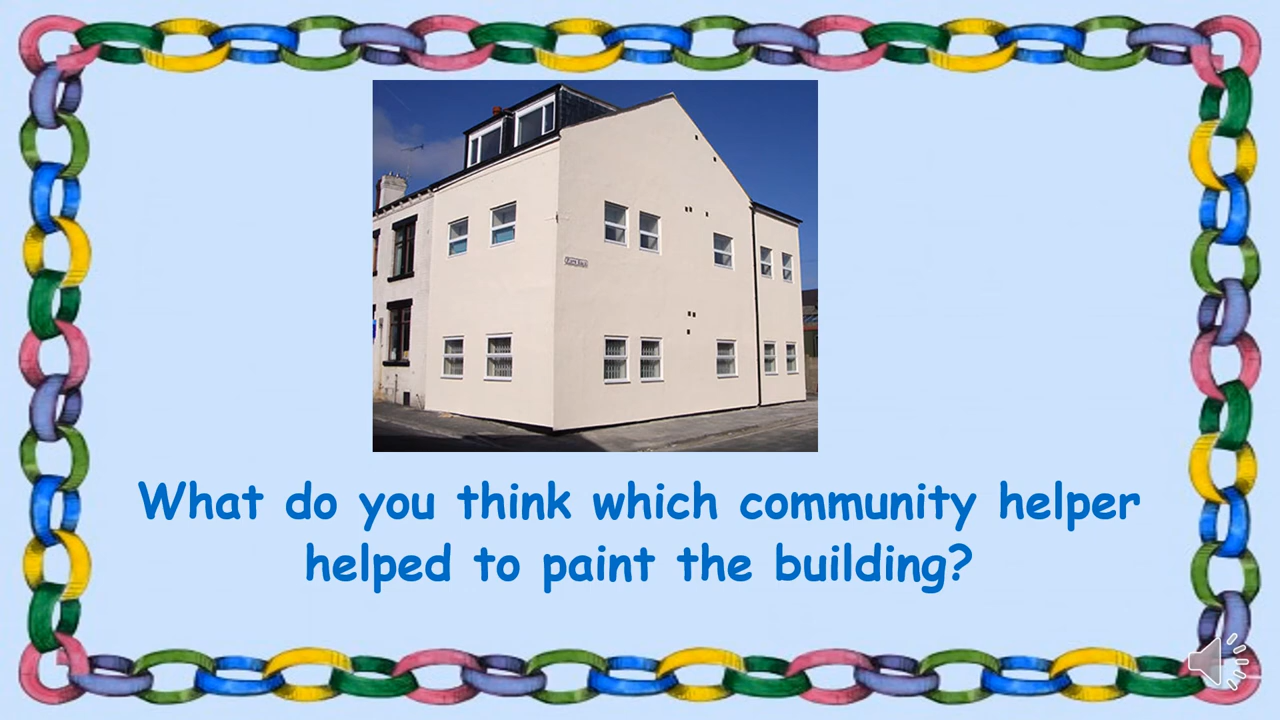 What do you think which community helper
helped to paint the building?